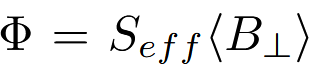 Φ = S_{eff}⟨B_⊥⟩